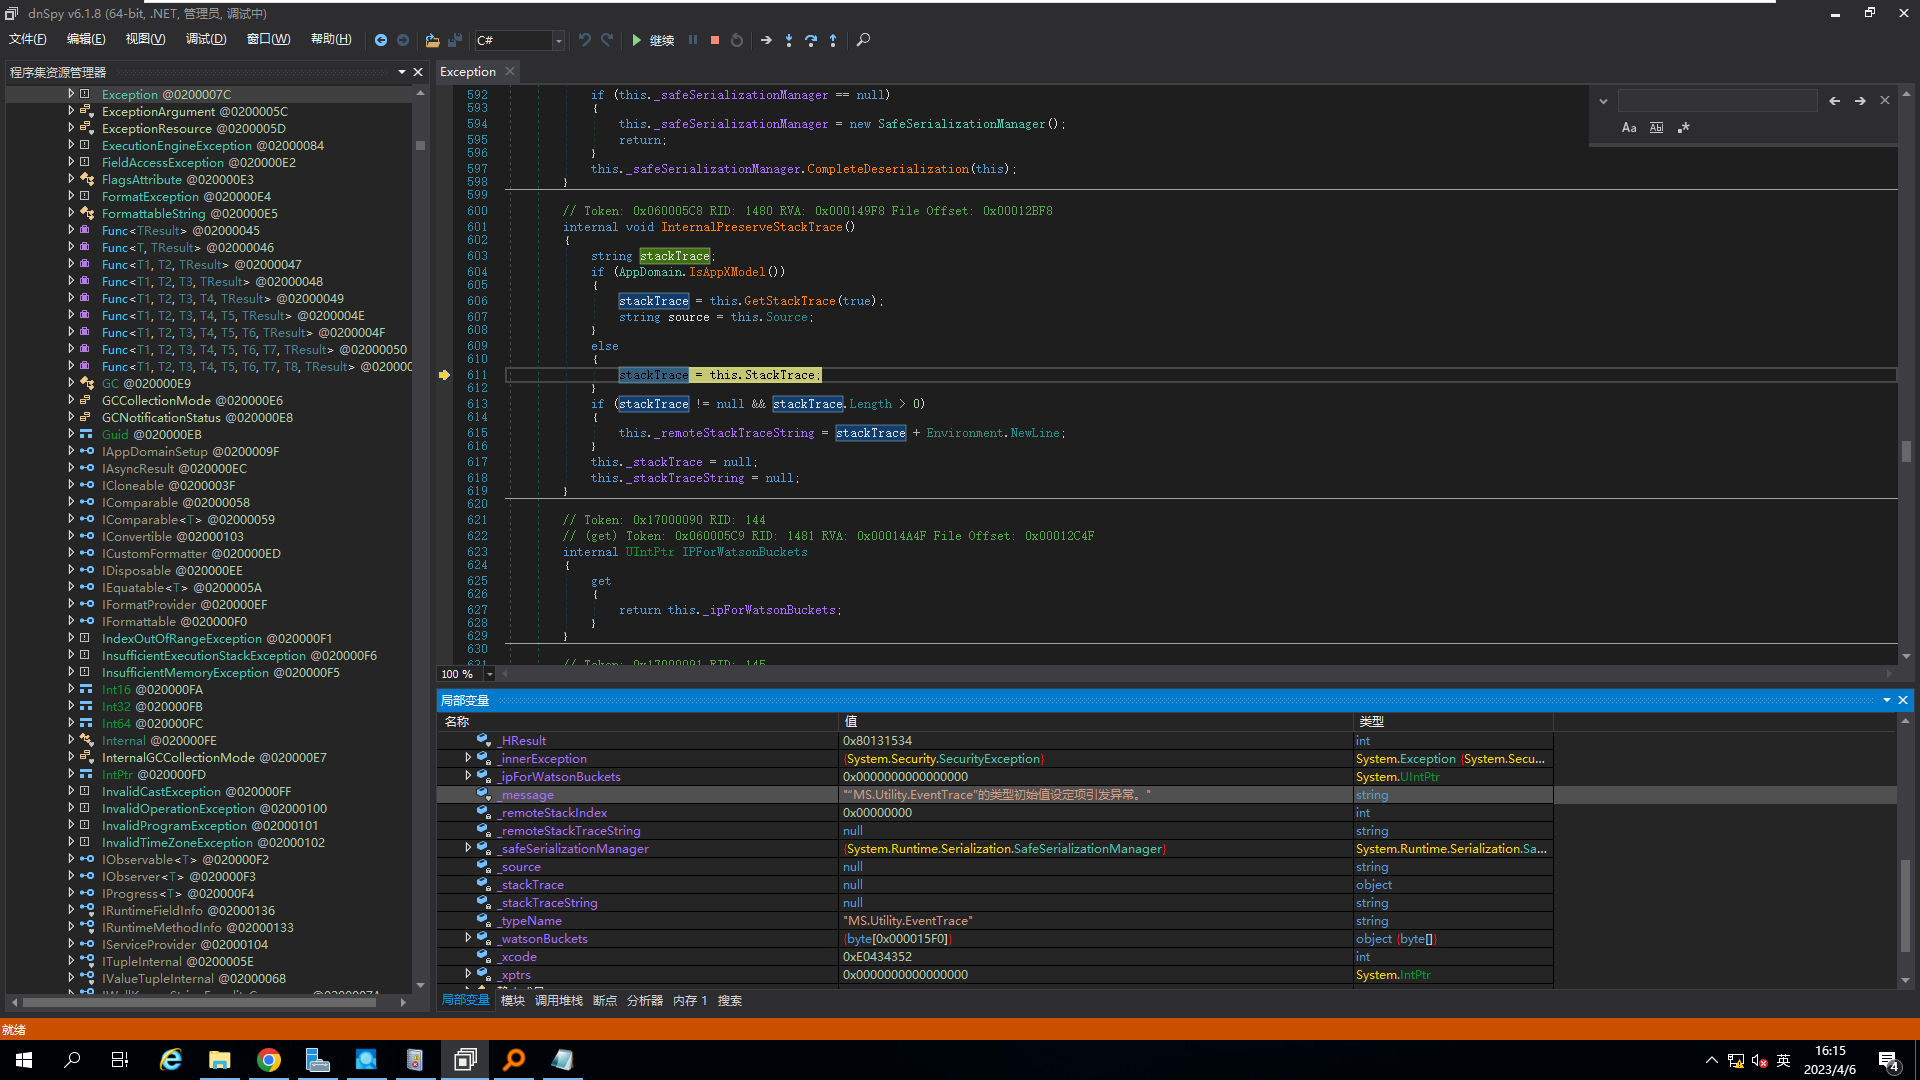 dnSpy v6.1.8 (64-bit, .NET, 管理员, 调试中)
文件(F) 编辑(E) 视图(V) 调试(D) 窗口(W) 帮助(H) C# 继续
程序集资源管理器
Exception @0200007C
ExceptionArgument @0200005C
ExceptionResource @0200005D
ExecutionEngineException @02000084
FieldAccessException @020000E2
FlagsAttribute @020000E3
FormatException @020000E4
FormattableString @020000E5
Func<TResult> @02000045
Func<T, TResult> @02000046
Func<T1, T2, TResult> @02000047
Func<T1, T2, T3, TResult> @02000048
Func<T1, T2, T3, T4, TResult> @02000049
Func<T1, T2, T3, T4, T5, TResult> @0200004E
Func<T1, T2, T3, T4, T5, T6, TResult> @0200004F
Func<T1, T2, T3, T4, T5, T6, T7, TResult> @02000050
Func<T1, T2, T3, T4, T5, T6, T7, T8, TResult> @02000
GC @020000E9
GCCollectionMode @020000E6
GCNotificationStatus @020000E8
Guid @020000EB
IAppDomainSetup @0200009F
IAsyncResult @020000EC
ICloneable @0200003F
IComparable @02000058
IComparable<T> @02000059
IConvertible @02000103
ICustomFormatter @020000ED
IDisposable @020000EE
IEquatable<T> @0200005A
IFormatProvider @020000EF
IFormattable @020000F0
IndexOutOfRangeException @020000F1
InsufficientExecutionStackException @020000F6
InsufficientMemoryException @020000F5
Int16 @020000FA
Int32 @020000FB
Int64 @020000FC
Internal @020000FE
InternalGCCollectionMode @020000E7
IntPtr @020000FD
InvalidCastException @020000FF
InvalidOperationException @02000100
InvalidProgramException @02000101
InvalidTimeZoneException @02000102
IObservable<T> @020000F2
IObserver<T> @020000F3
IProgress<T> @020000F4
IRuntimeFieldInfo @02000136
IRuntimeMethodInfo @02000133
IServiceProvider @02000104
ITupleInternal @0200005E
IValueTupleInternal @02000068
Exception
592 if (this._safeSerializationManager == null)
593 {
594 this._safeSerializationManager = new SafeSerializationManager();
595 return;
596 }
597 this._safeSerializationManager.CompleteDeserialization(this);
598 }
599
600 // Token: 0x060005C8 RID: 1480 RVA: 0x000149F8 File Offset: 0x00012BF8
601 internal void InternalPreserveStackTrace()
602 {
603 string stackTrace;
604 if (AppDomain.IsAppXModel())
605 {
606 stackTrace = this.GetStackTrace(true);
607 string source = this.Source;
608 }
609 else
610 {
611 stackTrace = this.StackTrace;
612 }
613 if (stackTrace != null && stackTrace.Length > 0)
614 {
615 this._remoteStackTraceString = stackTrace + Environment.NewLine;
616 }
617 this._stackTrace = null;
618 this._stackTraceString = null;
619 }
620
621 // Token: 0x17000090 RID: 144
622 // (get) Token: 0x060005C9 RID: 1481 RVA: 0x00014A4F File Offset: 0x00012C4F
623 internal UIntPtr IPForWatsonBuckets
624 {
625 get
626 {
627 return this._ipForWatsonBuckets;
628 }
629 }
630
631 // Token: 0x17000091 RID: 145
Aa Ab
100 %
局部变量
名称 值 类型
_HResult 0x80131534 int
_innerException {System.Security.SecurityException} System.Exception {System.Secu...
_ipForWatsonBuckets 0x0000000000000000 System.UIntPtr
_message "“MS.Utility.EventTrace”的类型初始值设定项引发异常。" string
_remoteStackIndex 0x00000000 int
_remoteStackTraceString null string
_safeSerializationManager {System.Runtime.Serialization.SafeSerializationManager} System.Runtime.Serialization.Sa...
_source null string
_stackTrace null object
_stackTraceString null string
_typeName "MS.Utility.EventTrace" string
_watsonBuckets {byte[0x000015F0]} object {byte[]}
_xcode 0xE0434352 int
_xptrs 0x0000000000000000 System.IntPtr
局部变量 模块 调用堆栈 断点 分析器 内存 1 搜索
就绪
英 16:15
2023/4/6
4